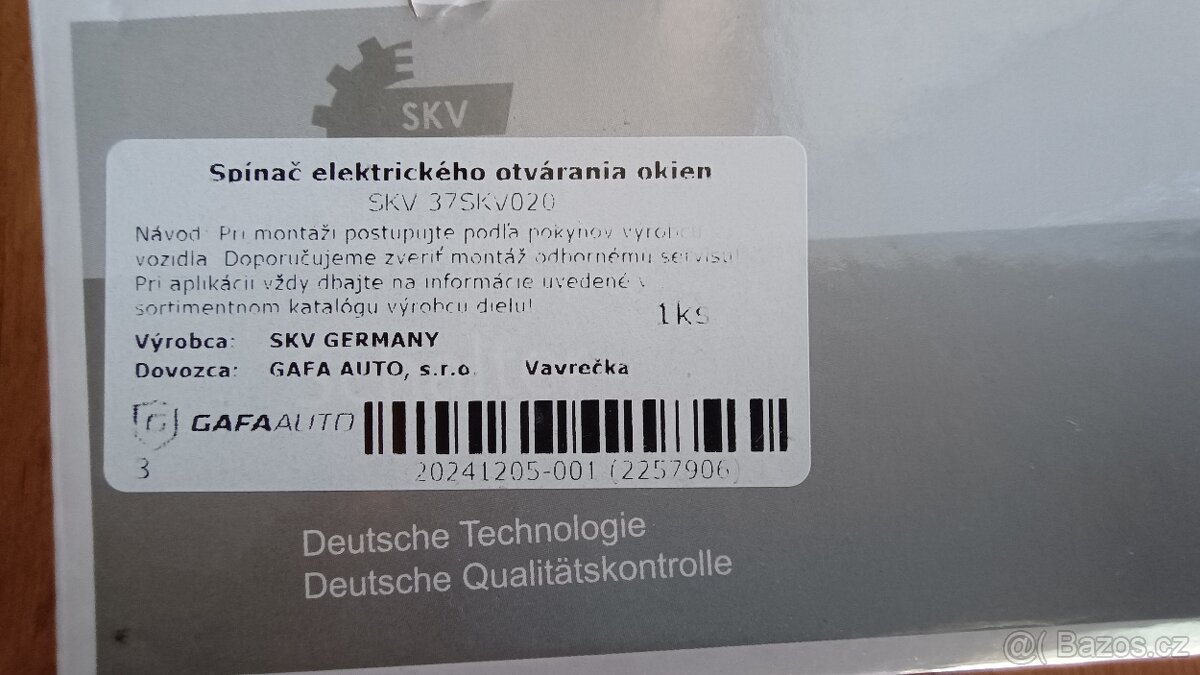 SKV
Spínač elektrického otvárania okien
SKV 37SKV020
Návod: Pri montáži postupujte podľa pokynov výrobcu
vozidla. Doporučujeme zveriť montáž odbornému servisu!
Pri aplikácii vždy dbajte na informácie uvedené v
sortimentnom katalógu výrobcu dielu!
1ks
Výrobca: SKV GERMANY
Dovozca: GAFA AUTO, s.r.o. Vavrečka
G GAFAAUTO
3
20241205-001 (2257906)
Deutsche Technologie
Deutsche Qualitätskontrolle
@( Bazos.cz